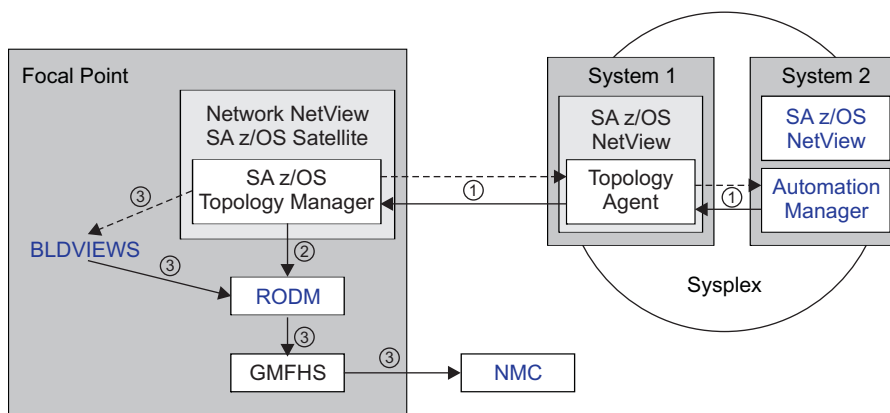 Focal Point
Network NetView
SA z/OS Satellite
SA z/OS
Topology Manager
③
BLDVIEWS
③
②
RODM
③
GMFHS
③
NMC
①
System 1
SA z/OS
NetView
Topology
Agent
①
System 2
SA z/OS
NetView
Automation
Manager
Sysplex